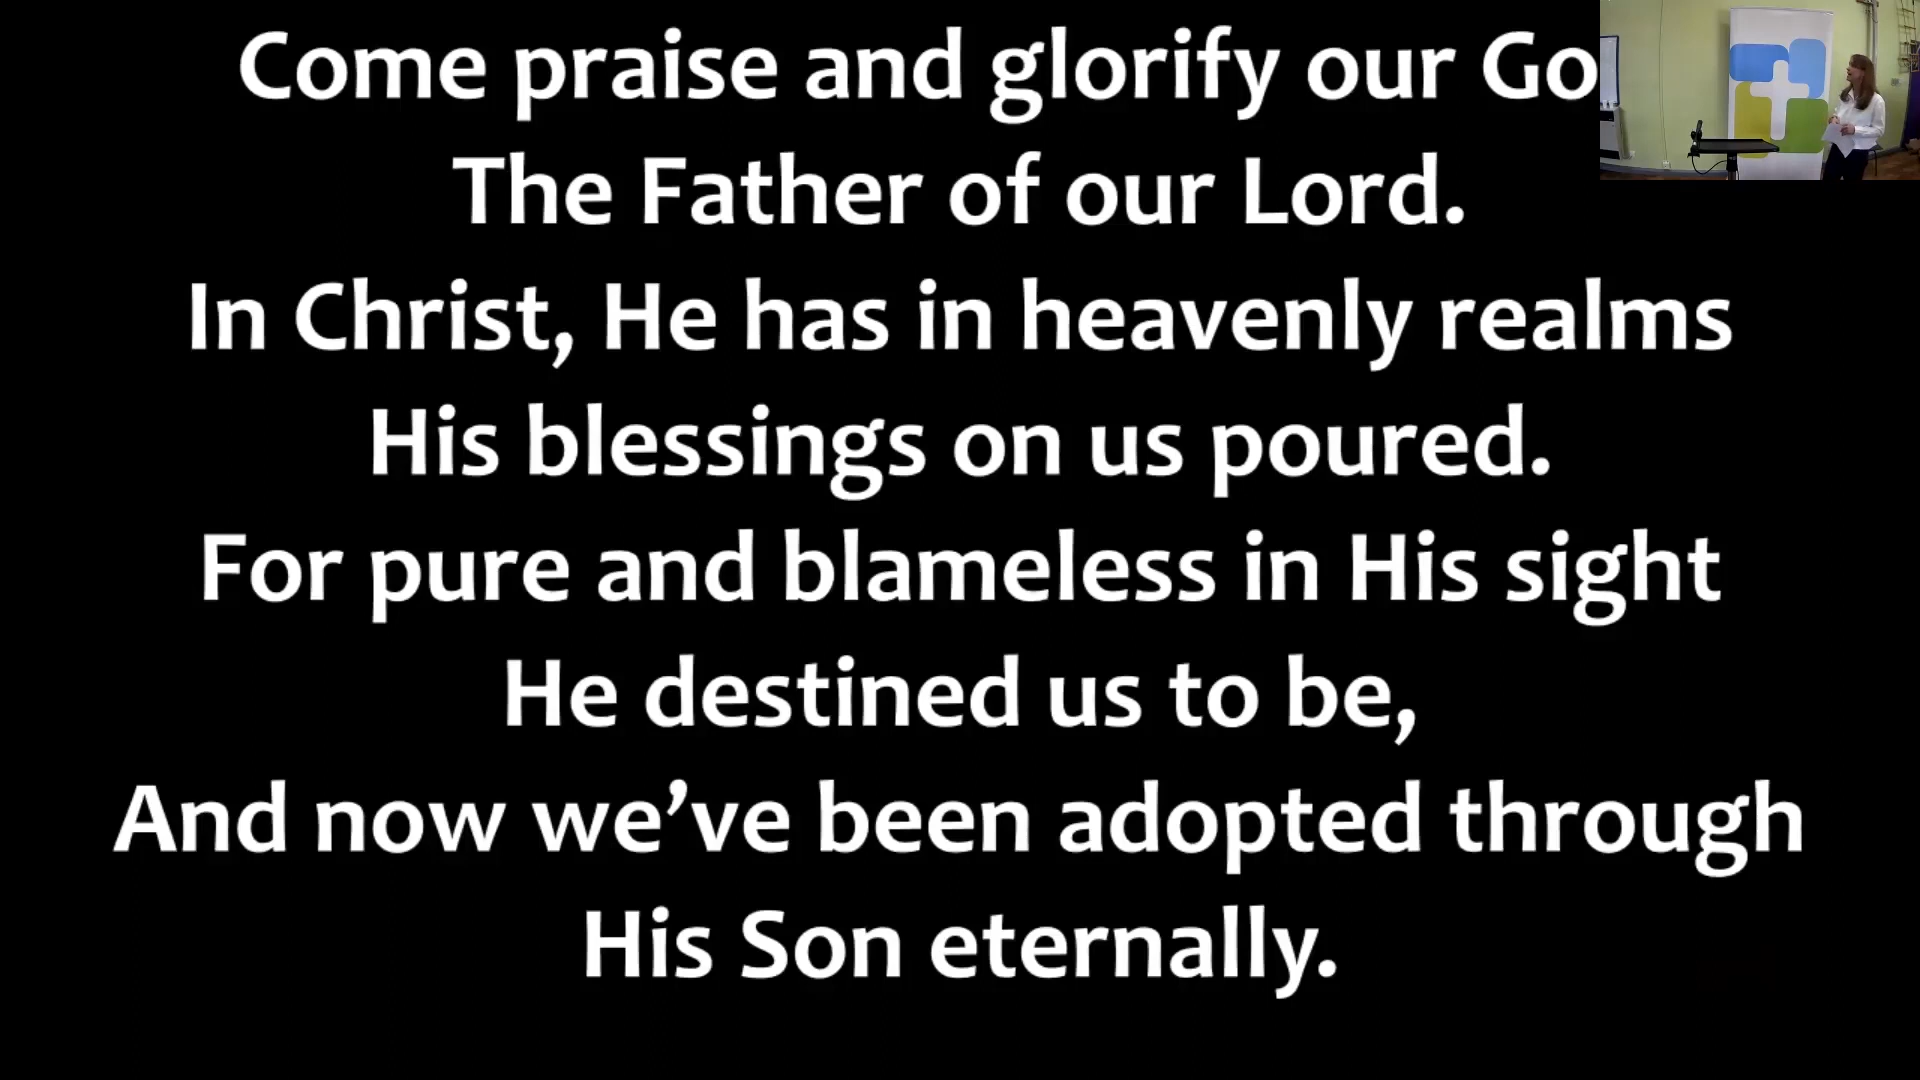 Come praise and glorify our Go
The Father of our Lord.
In Christ, He has in heavenly realms
His blessings on us poured.
For pure and blameless in His sight
He destined us to be,
And now we’ve been adopted through
His Son eternally.